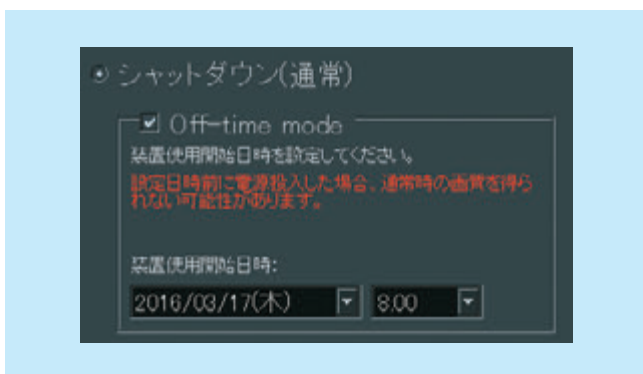 シャットダウン(通常)
Off-time mode
装置使用開始日時を設定してください。
設定日時前に電源投入した場合、通常時の画質を得ら
れない可能性があります。
装置使用開始日時:
2016/03/17(木) 8.00